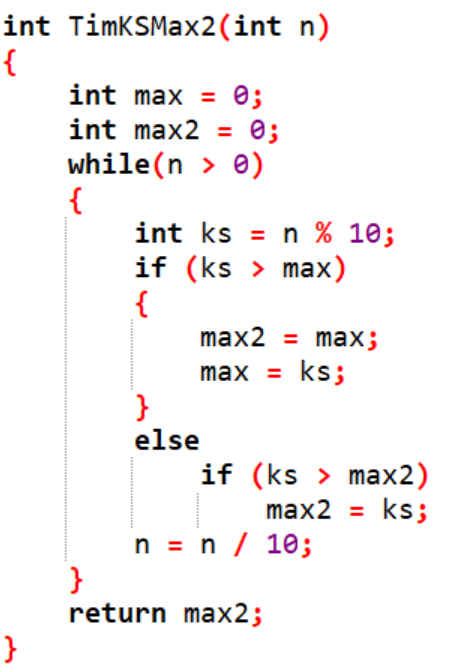 int TimKSMax2(int n)
{
    int max = 0;
    int max2 = 0;
    while(n > 0)
    {
        int ks = n % 10;
        if (ks > max)
        {
            max2 = max;
            max = ks;
        }
        else
            if (ks > max2)
                max2 = ks;
        n = n / 10;
    }
    return max2;
}